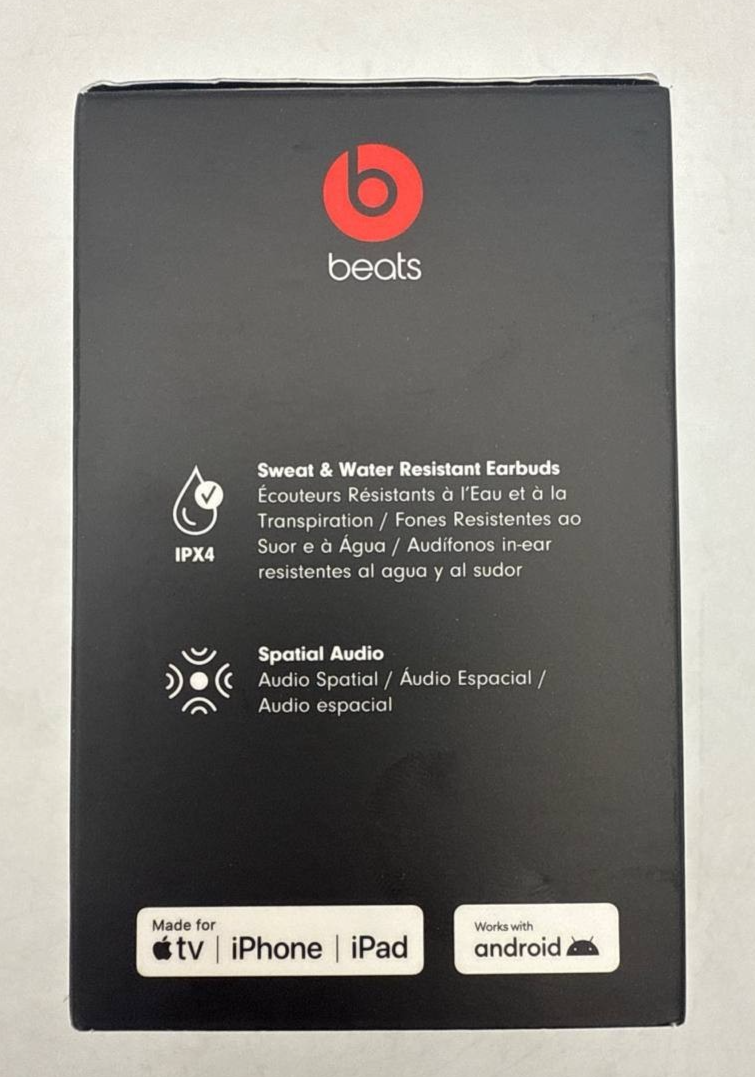 beats
Sweat & Water Resistant Earbuds
Écouteurs Résistants à l'Eau et à la
Transpiration / Fones Resistentes ao
Suor e à Água / Audífonos in-ear
resistentes al agua y al sudor
IPX4
Spatial Audio
Audio Spatial / Áudio Espacial /
Audio espacial
Made for
tv | iPhone | iPad
Works with
android